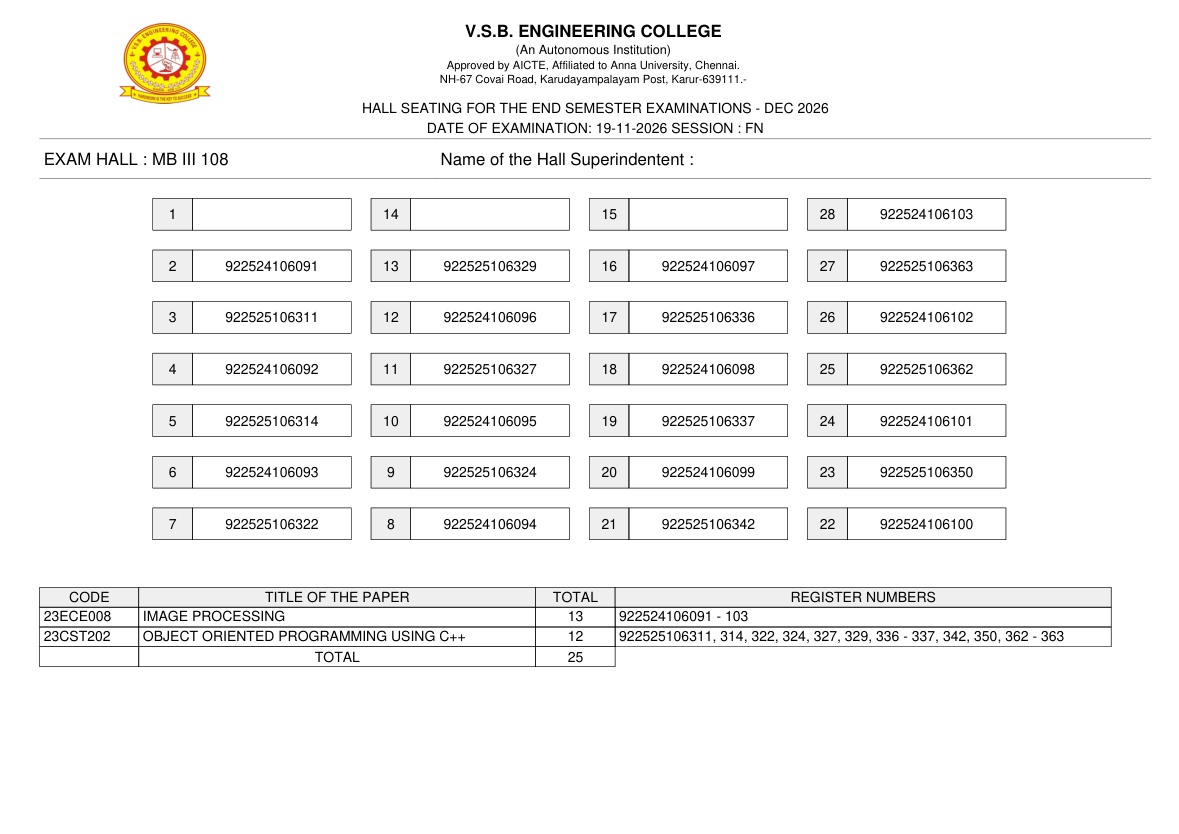 V.S.B. ENGINEERING COLLEGE
(An Autonomous Institution)
Approved by AICTE, Affiliated to Anna University, Chennai.
NH-67 Covai Road, Karudayampalayam Post, Karur-639111.-
HALL SEATING FOR THE END SEMESTER EXAMINATIONS - DEC 2026
DATE OF EXAMINATION: 19-11-2026 SESSION : FN
EXAM HALL : MB III 108 Name of the Hall Superintendent :
1 14 15 28 922524106103
2 922524106091 13 922525106329 16 922524106097 27 922525106363
3 922525106311 12 922524106096 17 922525106336 26 922524106102
4 922524106092 11 922525106327 18 922524106098 25 922525106362
5 922525106314 10 922524106095 19 922525106337 24 922524106101
6 922524106093 9 922525106324 20 922524106099 23 922525106350
7 922525106322 8 922524106094 21 922525106342 22 922524106100
CODE TITLE OF THE PAPER TOTAL REGISTER NUMBERS
23ECE008 IMAGE PROCESSING 13 922524106091 - 103
23CST202 OBJECT ORIENTED PROGRAMMING USING C++ 12 922525106311, 314, 322, 324, 327, 329, 336 - 337, 342, 350, 362 - 363
TOTAL 25